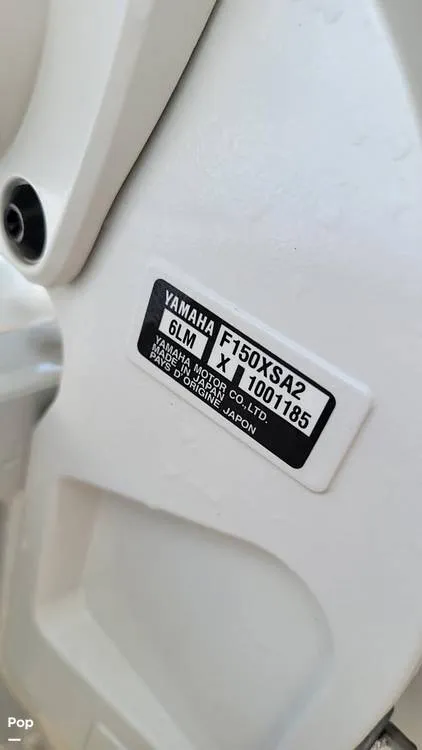 YAMAHA F150XSA2
6LM X 1001185
YAMAHA MOTOR CO.,LTD.
MADE IN JAPAN
PAYS D'ORIGINE JAPON
Pop